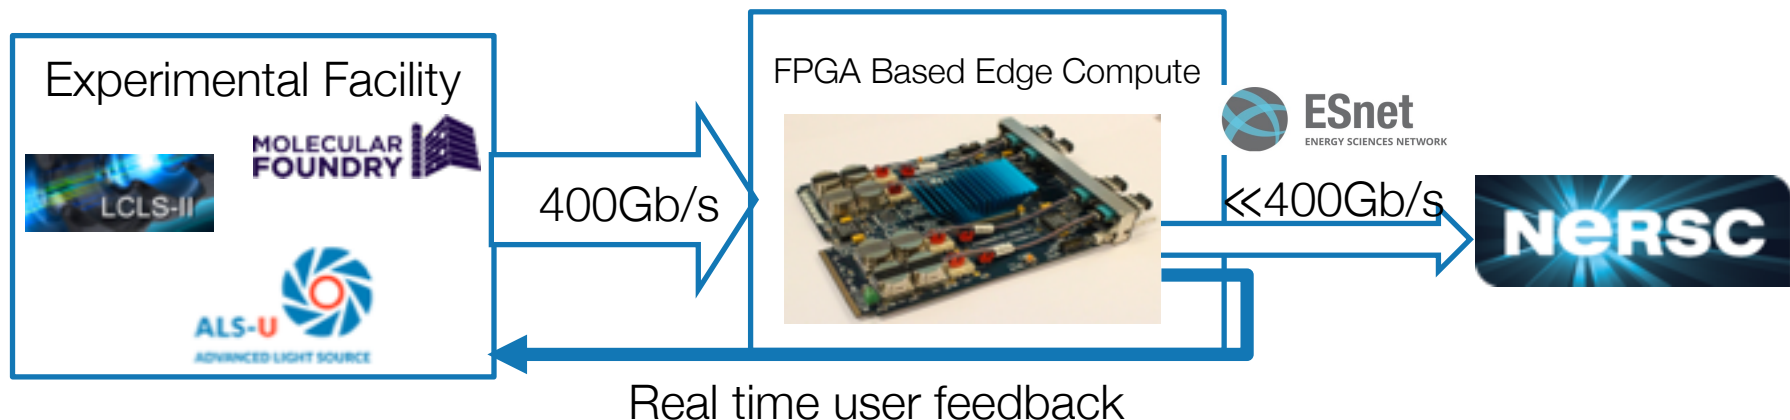 Experimental Facility
MOLECULAR
FOUNDRY
LCLS-II
ALS-U
ADVANCED LIGHT SOURCE
400Gb/s
FPGA Based Edge Compute
ESnet
ENERGY SCIENCES NETWORK
≪400Gb/s
NERSC
Real time user feedback